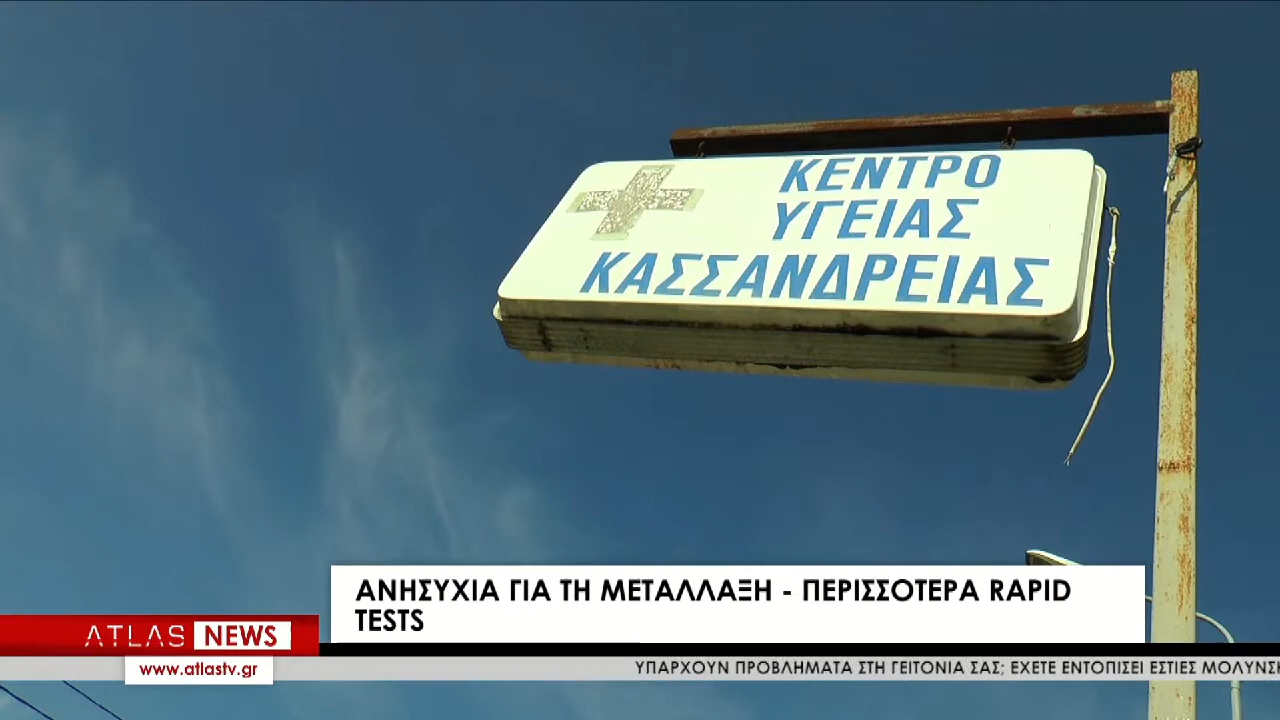 ΚΕΝΤΡΟ
ΥΓΕΙΑΣ
ΚΑΣΣΑΝΔΡΕΙΑΣ
ΑΝΗΣΥΧΙΑ ΓΙΑ ΤΗ ΜΕΤΑΛΛΑΞΗ - ΠΕΡΙΣΣΟΤΕΡΑ RAPID
TESTS
ATLAS NEWS
www.atlastv.gr
ΥΠΑΡΧΟΥΝ ΠΡΟΒΛΗΜΑΤΑ ΣΤΗ ΓΕΙΤΟΝΙΑ ΣΑΣ; ΕΧΕΤΕ ΕΝΤΟΠΙΣΕΙ ΕΣΤΙΕΣ